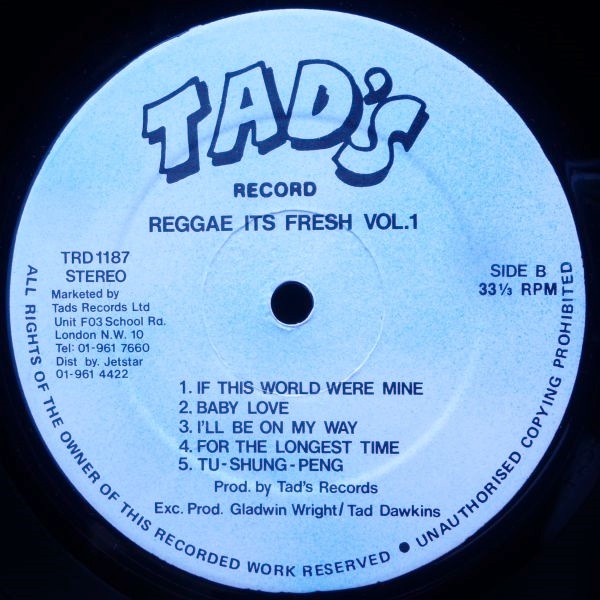 TAD's
RECORD
REGGAE ITS FRESH VOL.1
TRD1187
STEREO
Marketed by
Tads Records Ltd
Unit F03 School Rd.
London N.W. 10
Tel: 01-961 7660
Dist by. Jetstar
01-961 4422
SIDE B
33⅓ RPM
1. IF THIS WORLD WERE MINE
2. BABY LOVE
3. I'LL BE ON MY WAY
4. FOR THE LONGEST TIME
5. TU-SHUNG-PENG
Prod. by Tad's Records
Exc. Prod. Gladwin Wright/Tad Dawkins
ALL RIGHTS OF THE OWNER OF THIS RECORDED WORK RESERVED ● UNAUTHORISED COPYING PROHIBITED